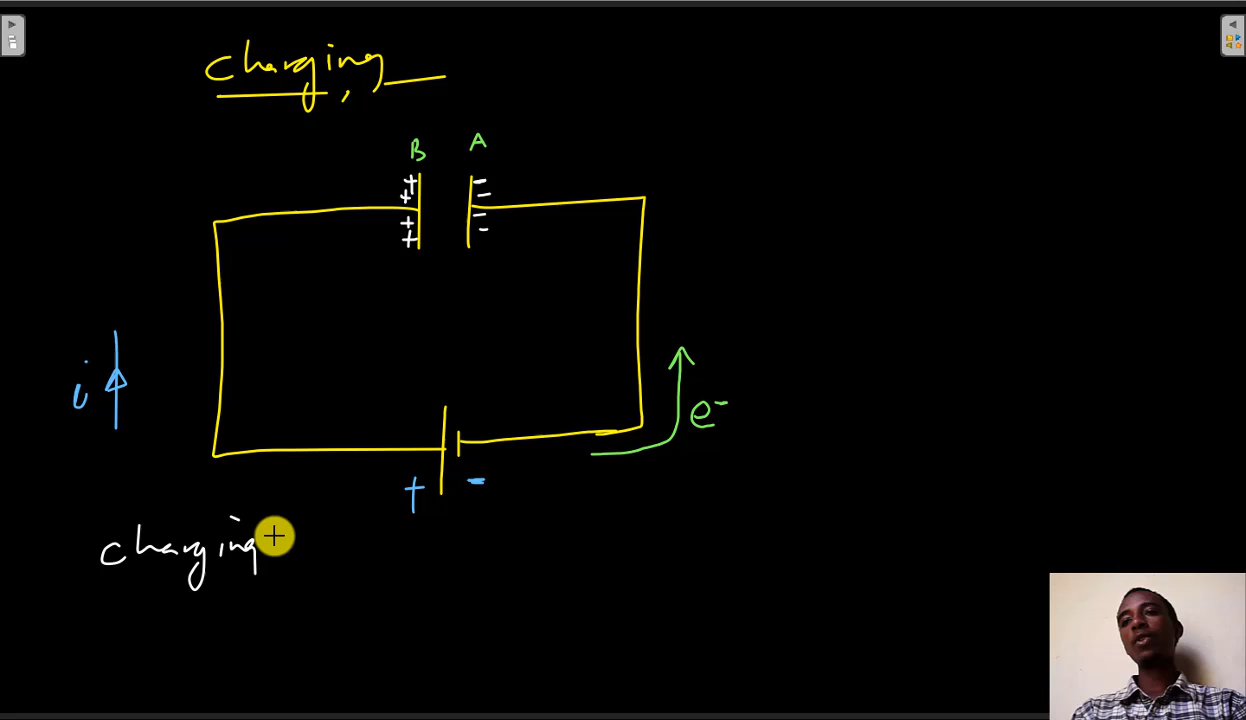 charging,
B A
+ -
+ -
+ -
+ -
i
e-
+ -
charging